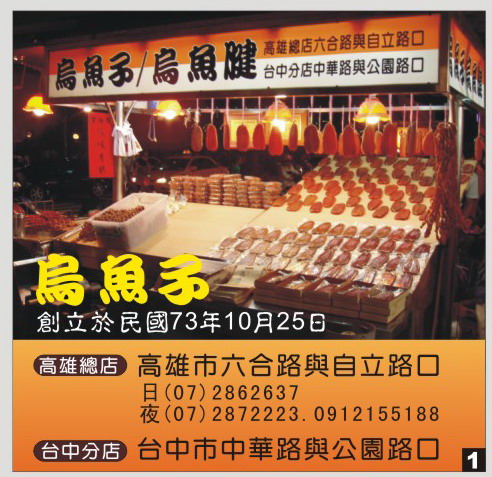 烏魚子/烏魚腱 高雄總店六合路與自立路口
台中分店中華路與公園路口
烏魚子
創立於民國73年10月25日
高雄總店 高雄市六合路與自立路口
日(07)2862637
夜(07)2872223.0912155188
台中分店 台中市中華路與公園路口
1